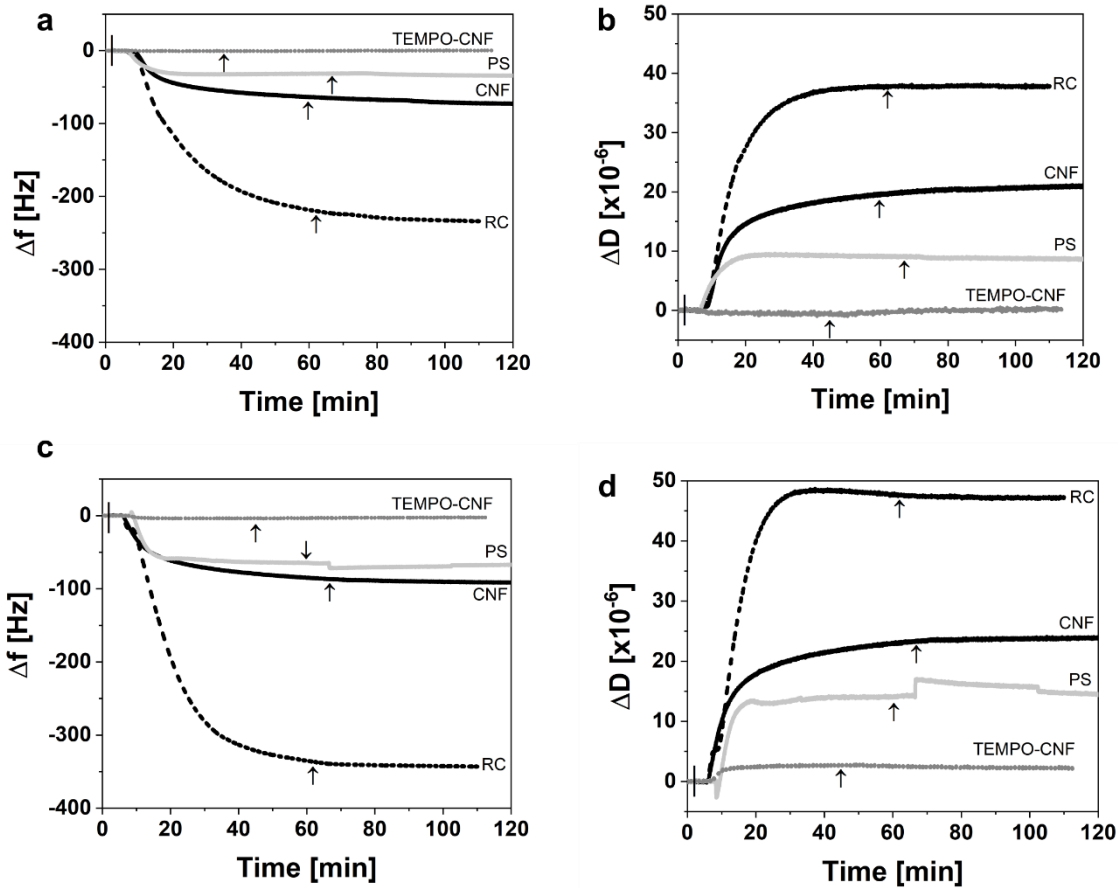 a
Δf [Hz]
0
-100
-200
-300
-400
TEMPO-CNF
PS
CNF
RC
0 20 40 60 80 100 120
Time [min]
b
ΔD [x10⁻⁶]
50
40
30
20
10
0
RC
CNF
PS
TEMPO-CNF
0 20 40 60 80 100 120
Time [min]
c
Δf [Hz]
0
-100
-200
-300
-400
TEMPO-CNF
PS
CNF
RC
0 20 40 60 80 100 120
Time [min]
d
ΔD [x10⁻⁶]
50
40
30
20
10
0
RC
CNF
PS
TEMPO-CNF
0 20 40 60 80 100 120
Time [min]